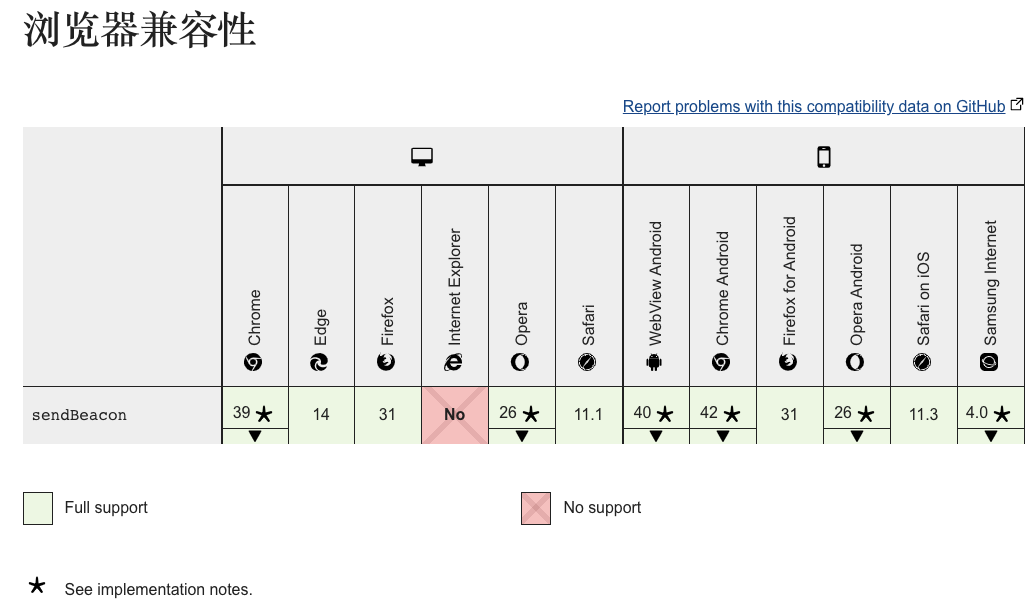 浏览器兼容性
Report problems with this compatibility data on GitHub
Chrome
Edge
Firefox
Internet Explorer
Opera
Safari
WebView Android
Chrome Android
Firefox for Android
Opera Android
Safari on iOS
Samsung Internet
sendBeacon 39 ★ 14 31 No 26 ★ 11.1 40 ★ 42 ★ 31 26 ★ 11.3 4.0 ★
▼ ▼ ▼ ▼ ▼ ▼
Full support No support
★ See implementation notes.